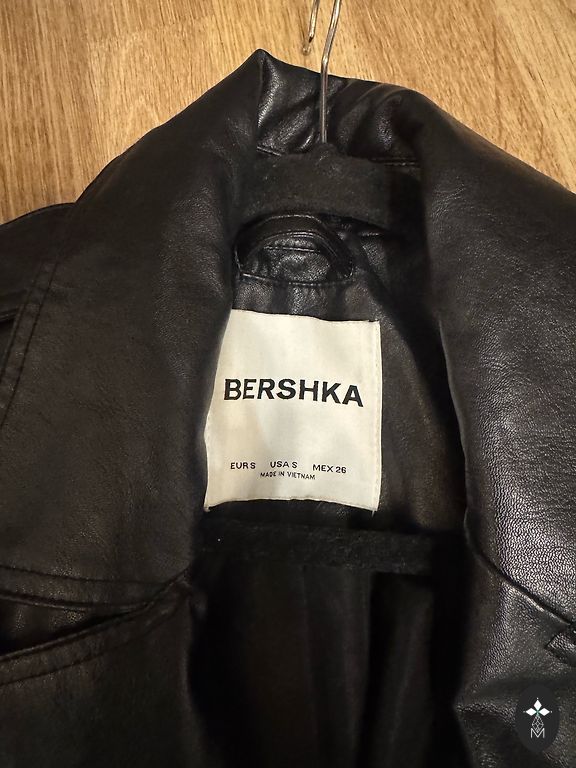 BERSHKA
EUR S USA S MEX 26
MADE IN VIETNAM